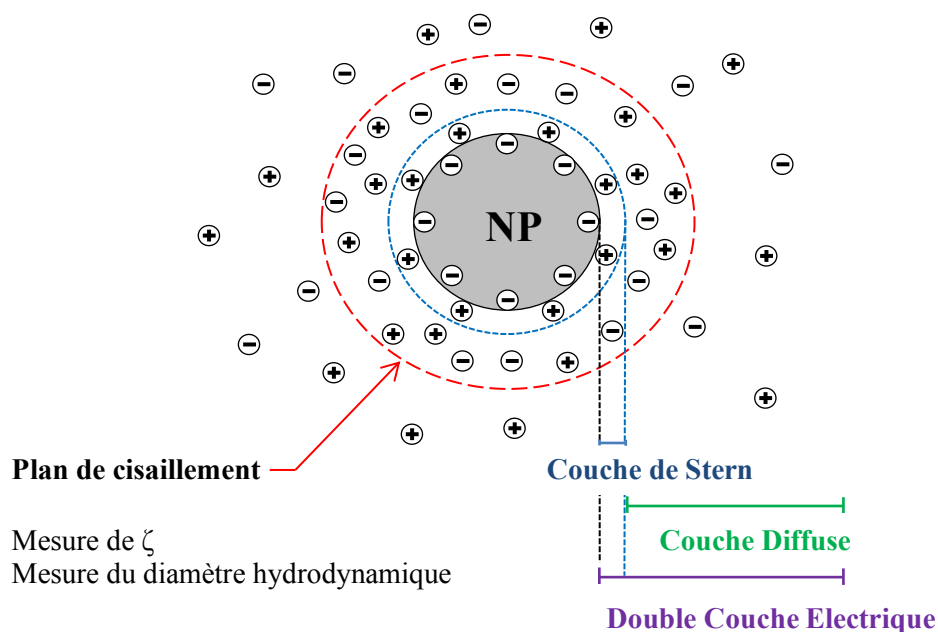 NP
Plan de cisaillement
Couche de Stern
Mesure de ζ
Couche Diffuse
Mesure du diamètre hydrodynamique
Double Couche Electrique